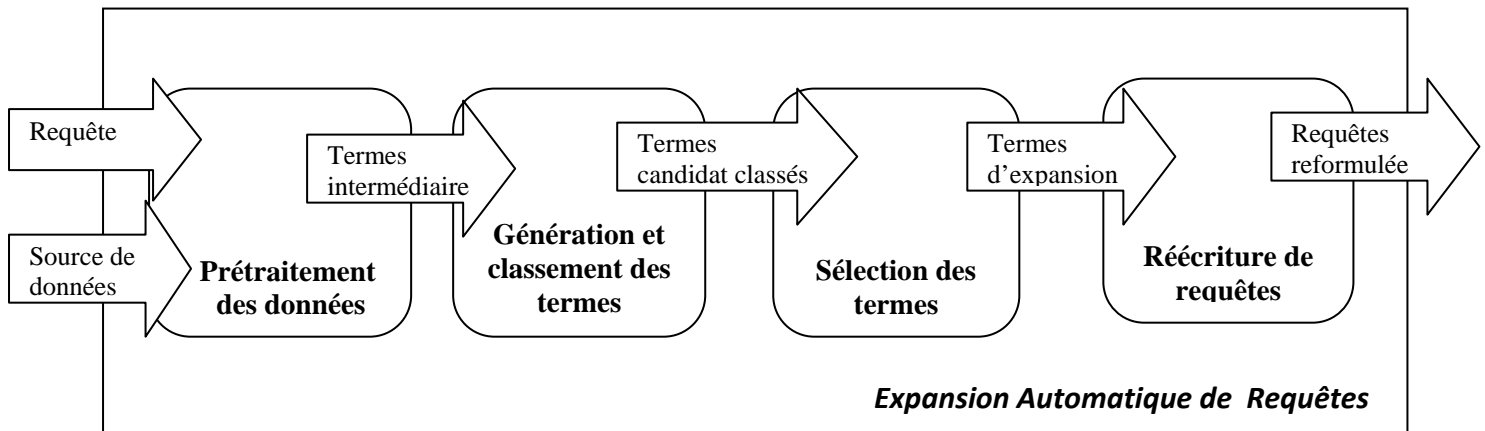 Requête
Source de
données
Prétraitement
des données
Termes
intermédiaire
Génération et
classement des
termes
Termes
candidat classés
Sélection des
termes
Termes
d'expansion
Réécriture de
requêtes
Requêtes
reformulée
Expansion Automatique de Requêtes